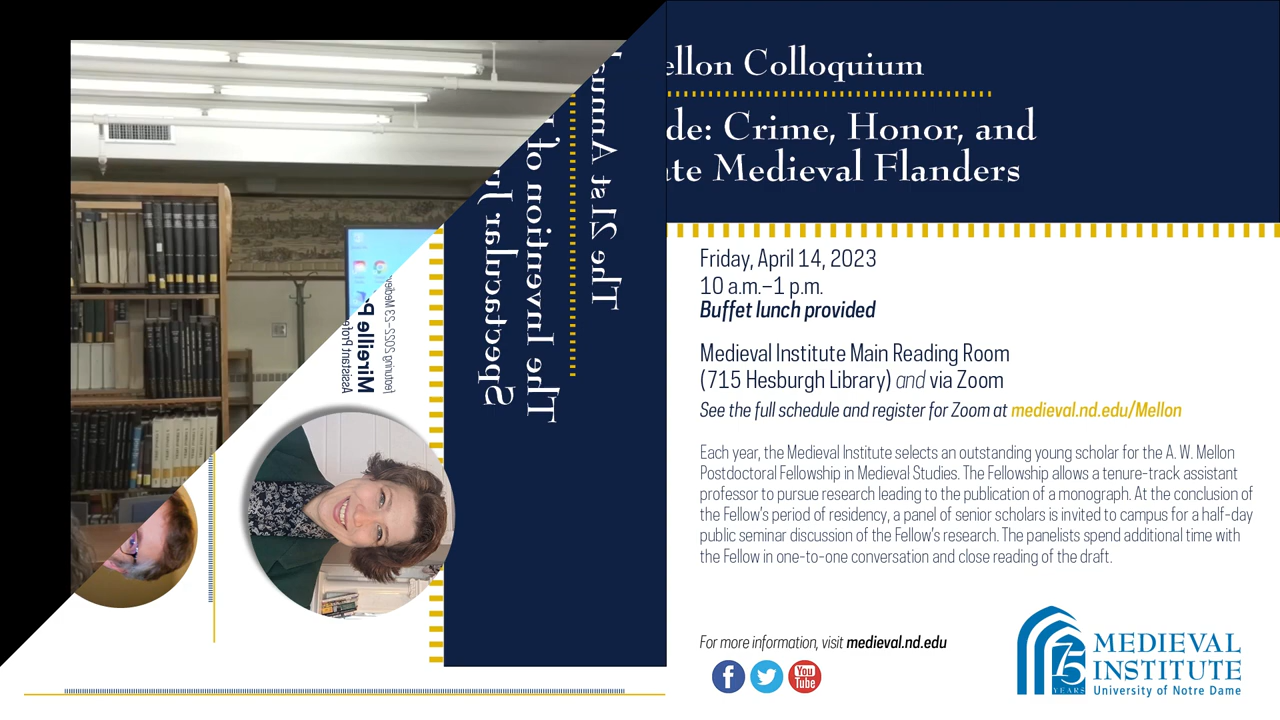 ellon Colloquium
de: Crime, Honor, and
ate Medieval Flanders
The 21st Annu
The Invention of
Spectacular Ju
Featuring 2022–23 Mediev
Mireille P
Assistant Profe
Friday, April 14, 2023
10 a.m.–1 p.m.
Buffet lunch provided
Medieval Institute Main Reading Room
(715 Hesburgh Library) and via Zoom
See the full schedule and register for Zoom at medieval.nd.edu/Mellon
Each year, the Medieval Institute selects an outstanding young scholar for the A. W. Mellon
Postdoctoral Fellowship in Medieval Studies. The Fellowship allows a tenure-track assistant
professor to pursue research leading to the publication of a monograph. At the conclusion of
the Fellow's period of residency, a panel of senior scholars is invited to campus for a half-day
public seminar discussion of the Fellow's research. The panelists spend additional time with
the Fellow in one-to-one conversation and close reading of the draft.
For more information, visit medieval.nd.edu
You
Tube
75
YEARS
MEDIEVAL
INSTITUTE
University of Notre Dame